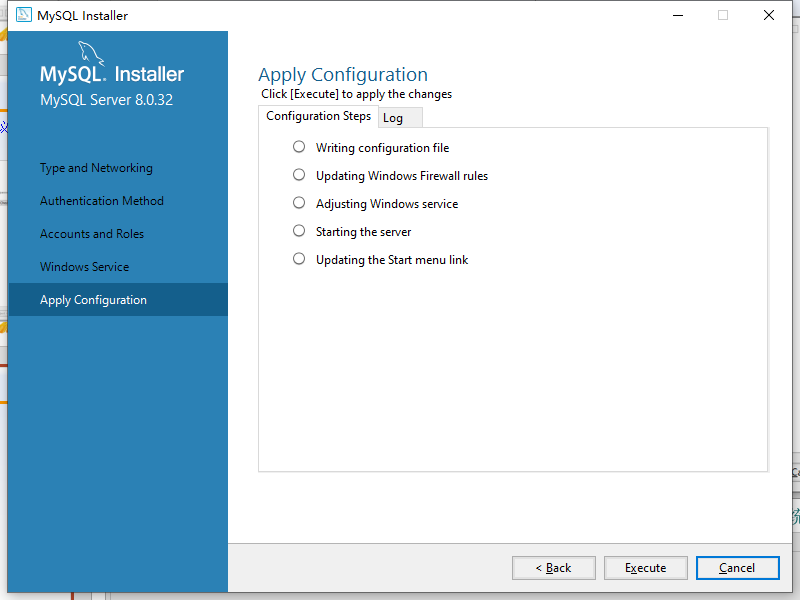 MySQL Installer
MySQL. Installer
MySQL Server 8.0.32
Type and Networking
Authentication Method
Accounts and Roles
Windows Service
Apply Configuration
Apply Configuration
Click [Execute] to apply the changes
Configuration Steps
Log
Writing configuration file
Updating Windows Firewall rules
Adjusting Windows service
Starting the server
Updating the Start menu link
< Back
Execute
Cancel